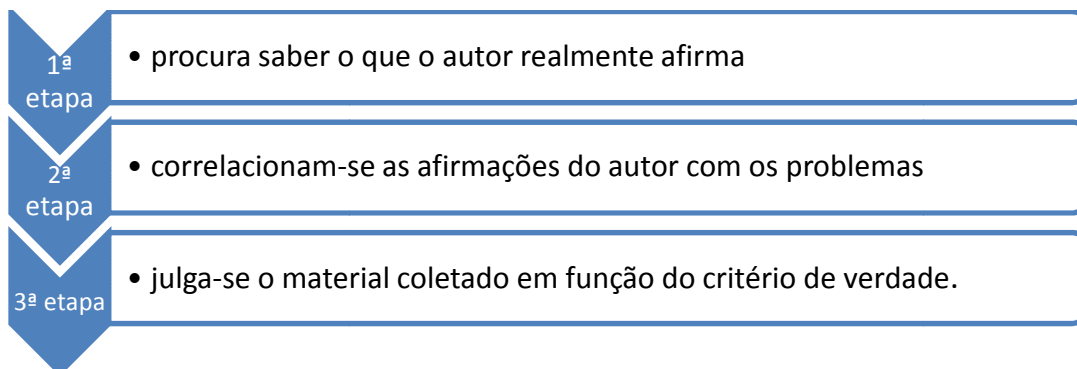 1ª
etapa
• procura saber o que o autor realmente afirma
2ª
etapa
• correlacionam-se as afirmações do autor com os problemas
3ª etapa
• julga-se o material coletado em função do critério de verdade.